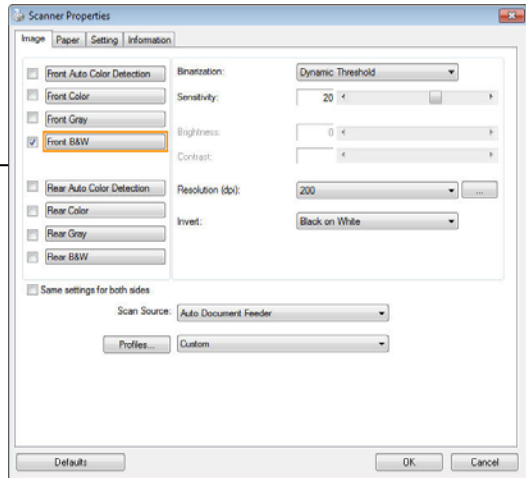 Scanner Properties
Image Paper Setting Information
Front Auto Color Detection
Front Color
Front Gray
Front B&W
Rear Auto Color Detection
Rear Color
Rear Gray
Rear B&W
Binarization: Dynamic Threshold
Sensitivity: 20
Brightness: 0
Contrast:
Resolution (dpi): 200 ...
Invert: Black on White
Same settings for both sides
Scan Source: Auto Document Feeder
Profiles... Custom
Defaults OK Cancel